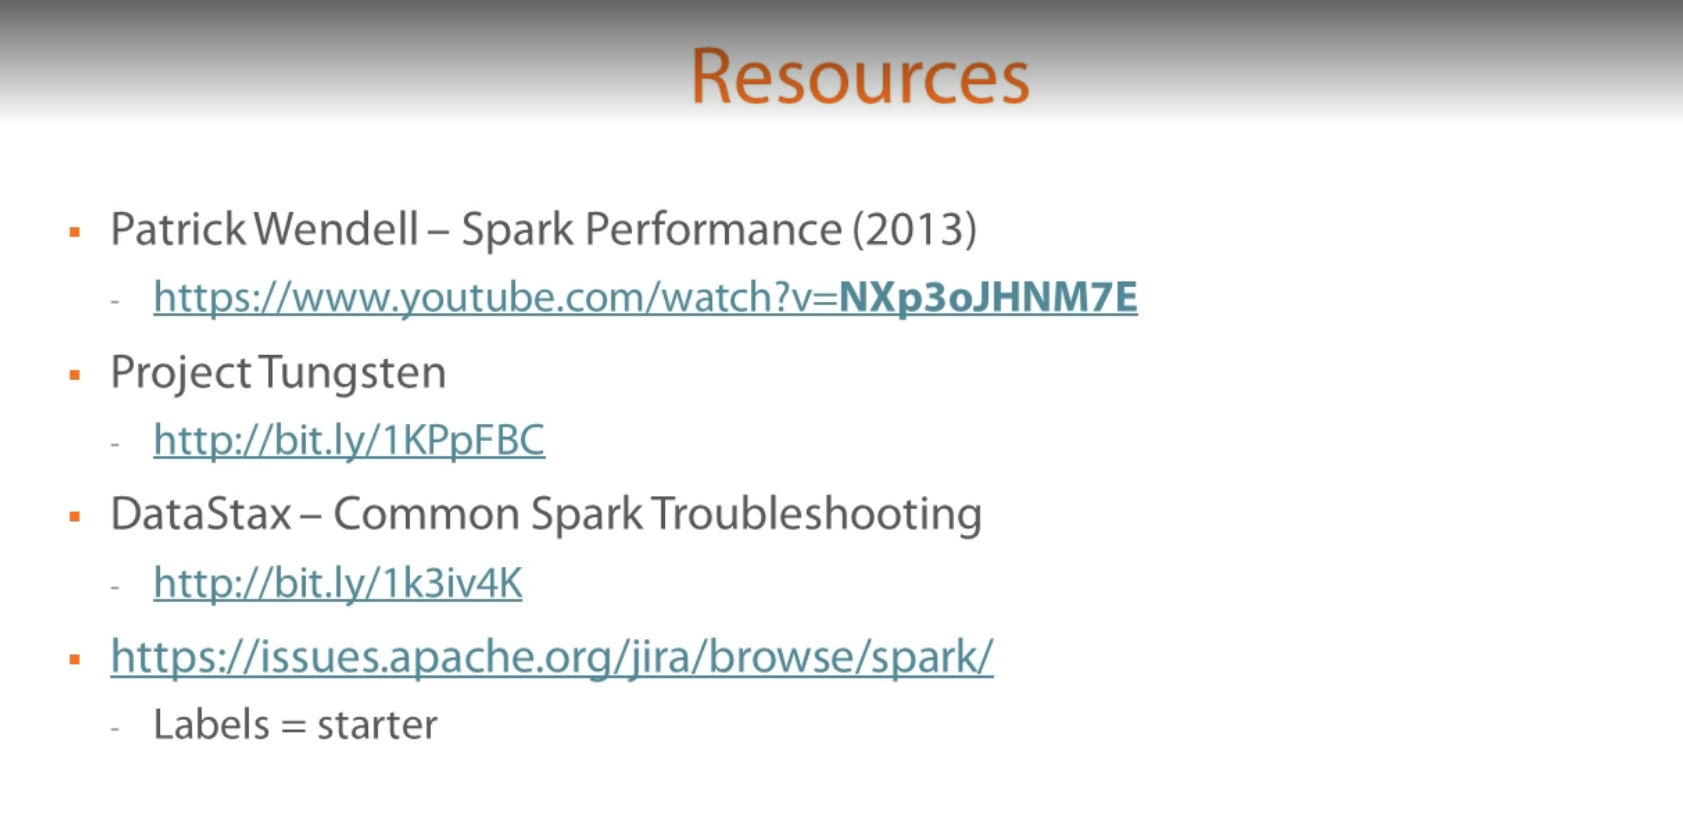 Resources
Patrick Wendell – Spark Performance (2013)
- https://www.youtube.com/watch?v=NXp3oJHNM7E
Project Tungsten
- http://bit.ly/1KPpFBC
DataStax – Common Spark Troubleshooting
- http://bit.ly/1k3iv4K
https://issues.apache.org/jira/browse/spark/
- Labels = starter